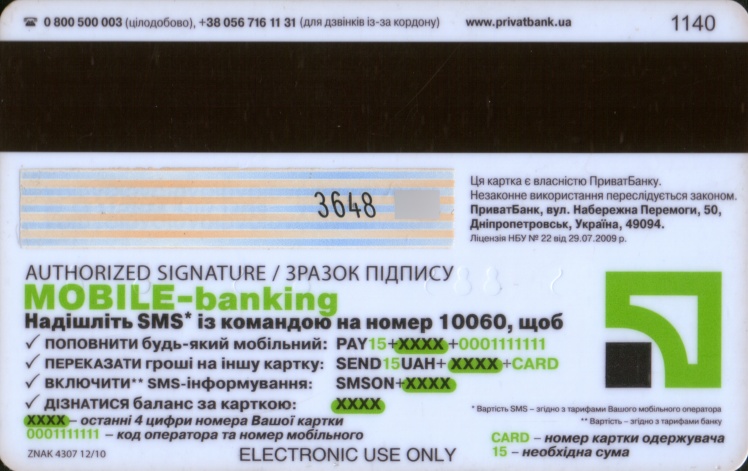 ☎ 0 800 500 003 (цілодобово), +38 056 716 11 31 (для дзвінків із-за кордону) www.privatbank.ua 1140
3648
Ця картка є власністю ПриватБанку.
Незаконне використання переслідується законом.
ПриватБанк, вул. Набережна Перемоги, 50,
Дніпропетровськ, Україна, 49094.
Ліцензія НБУ № 22 від 29.07.2009 р.
AUTHORIZED SIGNATURE / ЗРАЗОК ПІДПИСУ
MOBILE-banking
Надішліть SMS* із командою на номер 10060, щоб
✓ ПОПОВНИТИ будь-який мобільний: PAY15+XXXX+0001111111
✓ ПЕРЕКАЗАТИ гроші на іншу картку: SEND15UAH+XXXX+CARD
✓ ВКЛЮЧИТИ** SMS-інформування: SMSON+XXXX
✓ ДІЗНАТИСЯ баланс за карткою: XXXX
XXXX – останні 4 цифри номера Вашої картки
0001111111 – код оператора та номер мобільного
* Вартість SMS – згідно з тарифами Вашого мобільного оператора
** Вартість – згідно з тарифами банку
CARD – номер картки одержувача
15 – необхідна сума
ZNAK 4307 12/10 ELECTRONIC USE ONLY